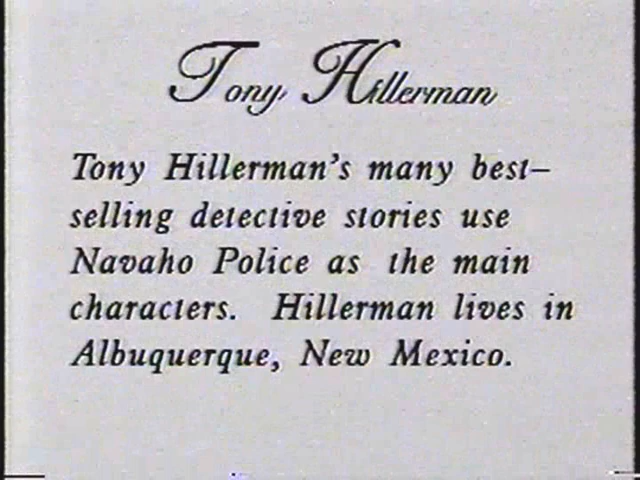 Tony Hillerman
Tony Hillerman's many best-
selling detective stories use
Navaho Police as the main
characters. Hillerman lives in
Albuquerque, New Mexico.